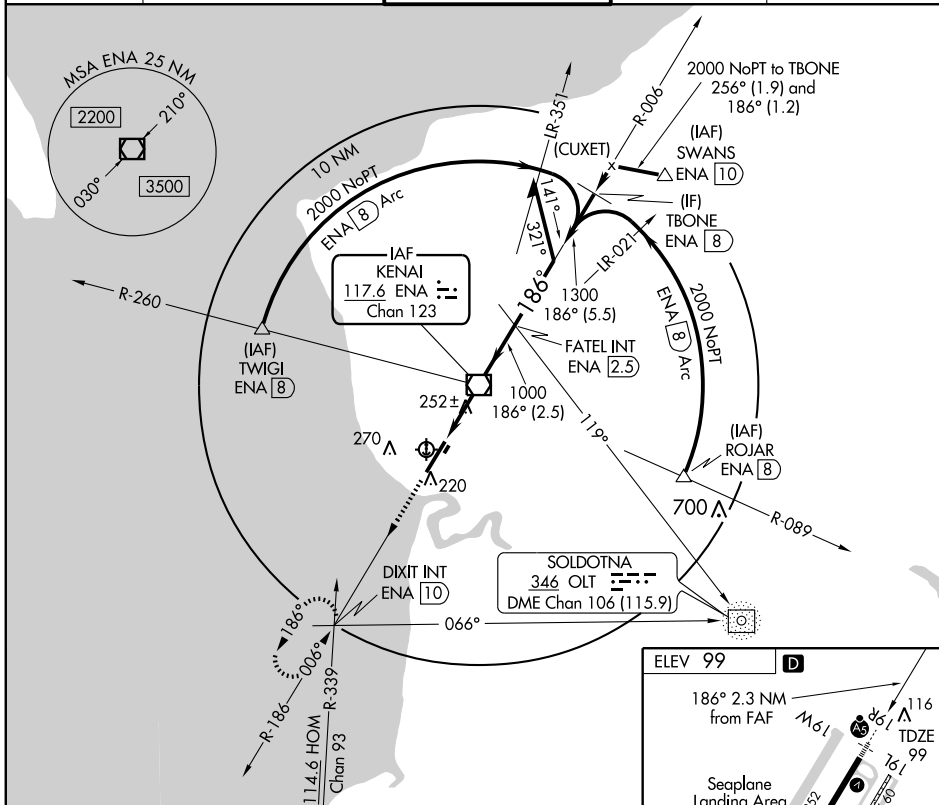 MSA ENA 25 NM
2200
210°
030°
3500
10 NM
2000 NoPT
ENA 8 Arc
LR-351
R-006
2000 NoPT to TBONE
256° (1.9) and
186° (1.2)
(CUXET)
(IAF)
SWANS
ENA 10
(IF)
TBONE
ENA 8
141°
321°
LR-021
IAF
KENAI
117.6 ENA
Chan 123
186°
1300
186° (5.5)
2000 NoPT
ENA 8 Arc
R-260
(IAF)
TWIGI
ENA 8
FATEL INT
ENA 2.5
1000
186° (2.5)
252±
119°
270
220
(IAF)
ROJAR
ENA 8
700
R-089
DIXIT INT
ENA 10
SOLDOTNA
346 OLT
DME Chan 106 (115.9)
066°
186°
006°
R-186
R-339
114.6 HOM
Chan 93
ELEV 99
D
186° 2.3 NM
from FAF
19W
19R
116
A5
TDZE
99
19L
Seaplane
Landing Area
52
60